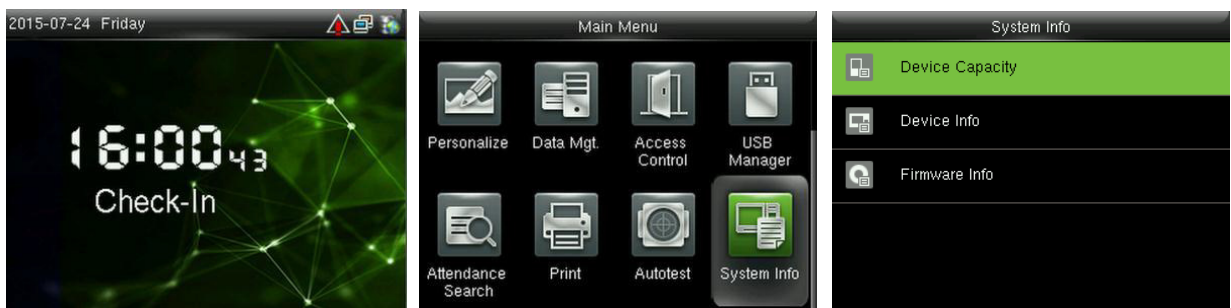 2015-07-24 Friday
16:00 43
Check-In
Main Menu
Personalize
Data Mgt.
Access
Control
USB
Manager
Attendance
Search
Print
Autotest
System Info
System Info
Device Capacity
Device Info
Firmware Info